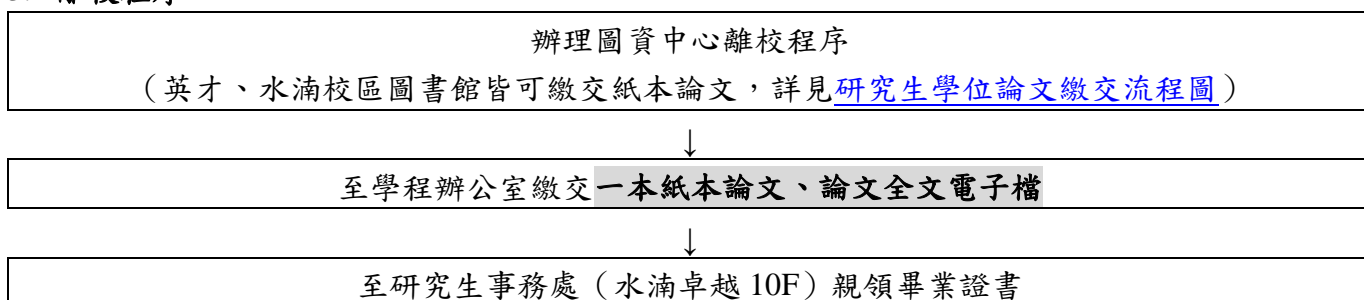 辦理圖資中心離校程序
（英才、水湳校區圖書館皆可繳交紙本論文，詳見研究生學位論文繳交流程圖）
↓
至學程辦公室繳交一本紙本論文、論文全文電子檔
↓
至研究生事務處（水湳卓越 10F）親領畢業證書